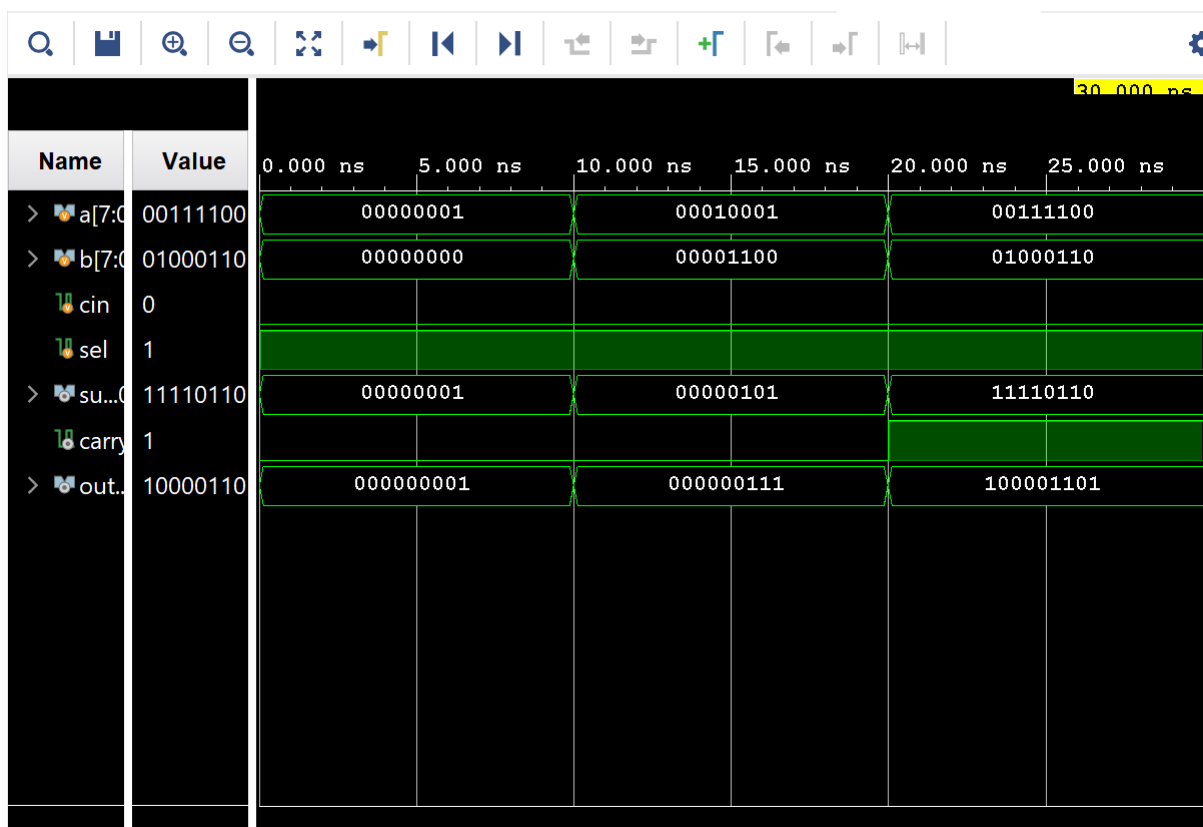 30.000 ns
Name Value 0.000 ns 5.000 ns 10.000 ns 15.000 ns 20.000 ns 25.000 ns
a[7:0 00111100 00000001 00010001 00111100
b[7:0 01000110 00000000 00001100 01000110
cin 0
sel 1
su...0 11110110 00000001 00000101 11110110
carry 1
out.. 10000110 000000001 000000111 100001101